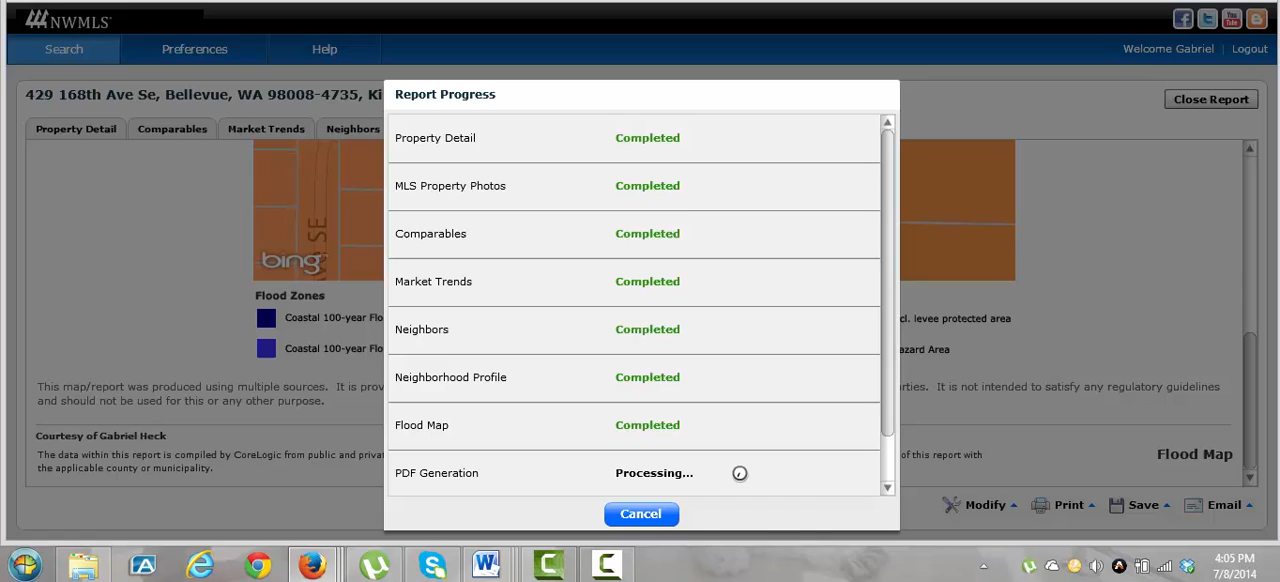 NWMLS
Search Preferences Help Welcome Gabriel | Logout
429 168th Ave Se, Bellevue, WA 98008-4735, Ki
Close Report
Property Detail Comparables Market Trends Neighbors
Report Progress
Property Detail Completed
MLS Property Photos Completed
Comparables Completed
Market Trends Completed
Neighbors Completed
Neighborhood Profile Completed
Flood Map Completed
PDF Generation Processing...
Cancel
SE
bing
Flood Zones
Coastal 100-year Flo
cl. levee protected area
Coastal 100-year Flo
azard Area
This map/report was produced using multiple sources. It is prov
rties. It is not intended to satisfy any regulatory guidelines
and should not be used for this or any other purpose.
Courtesy of Gabriel Heck
The data within this report is compiled by CoreLogic from public and priva
of this report with
the applicable county or municipality.
Flood Map
Modify Print Save Email
4:05 PM
7/8/2014